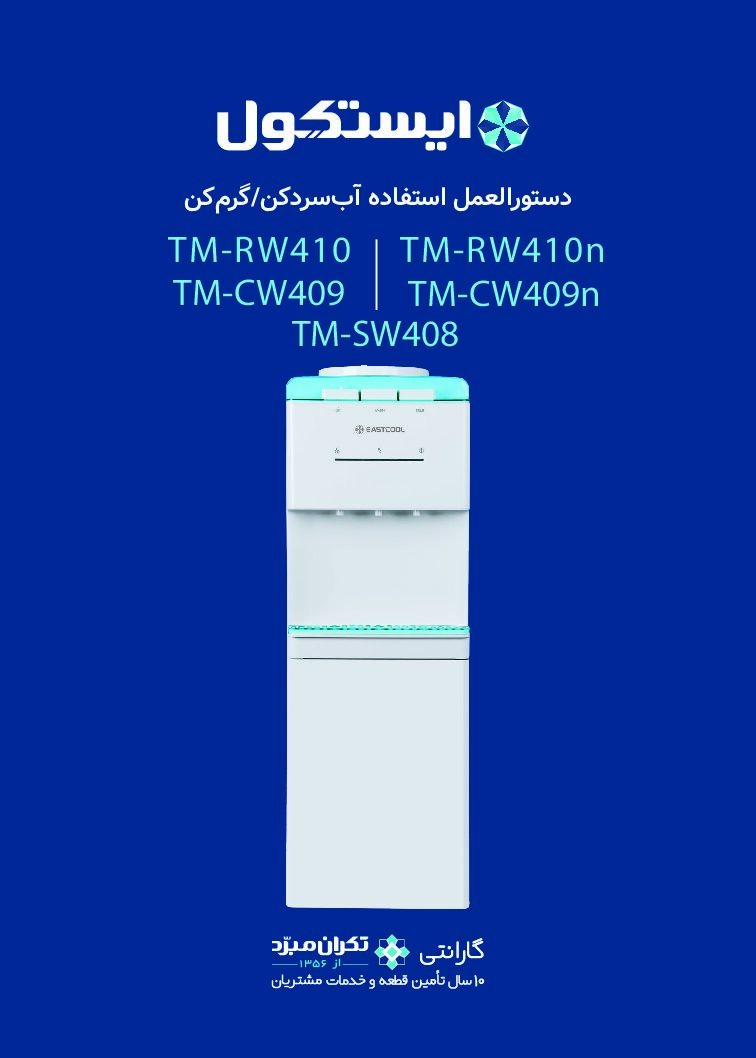 ایستکول
دستورالعمل استفاده آب‌سردکن/گرم‌کن
TM-RW410 | TM-RW410n
TM-CW409 | TM-CW409n
TM-SW408
EASTCOOL
گارانتی تکران مبرّد
از ۱۳۵۶
۱۰ سال تأمین قطعه و خدمات مشتریان